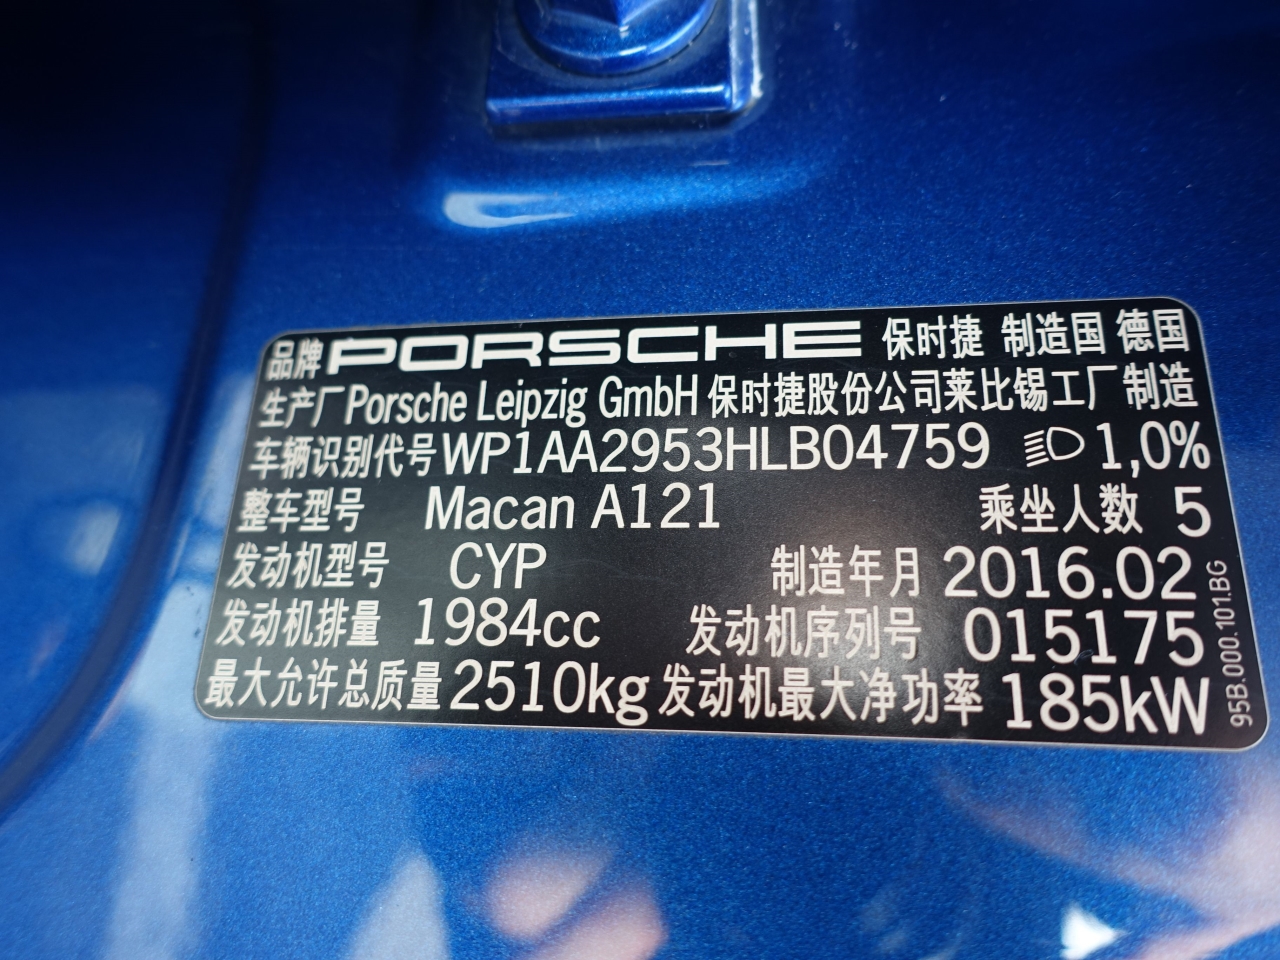 品牌 PORSCHE 保时捷 制造国 德国
生产厂 Porsche Leipzig GmbH 保时捷股份公司莱比锡工厂制造
车辆识别代号 WP1AA2953HLB04759 1,0%
整车型号 Macan A121 乘坐人数 5
发动机型号 CYP 制造年月 2016.02
发动机排量 1984cc 发动机序列号 015175
最大允许总质量 2510kg 发动机最大净功率 185kW
95B.000.101.BG